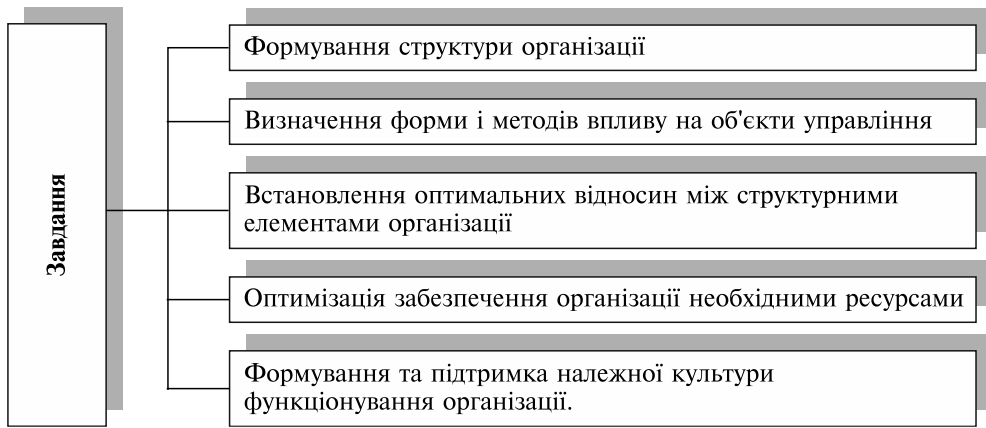 Завдання
Формування структури організації
Визначення форми і методів впливу на об'єкти управління
Встановлення оптимальних відносин між структурними
елементами організації
Оптимізація забезпечення організації необхідними ресурсами
Формування та підтримка належної культури
функціонування організації.